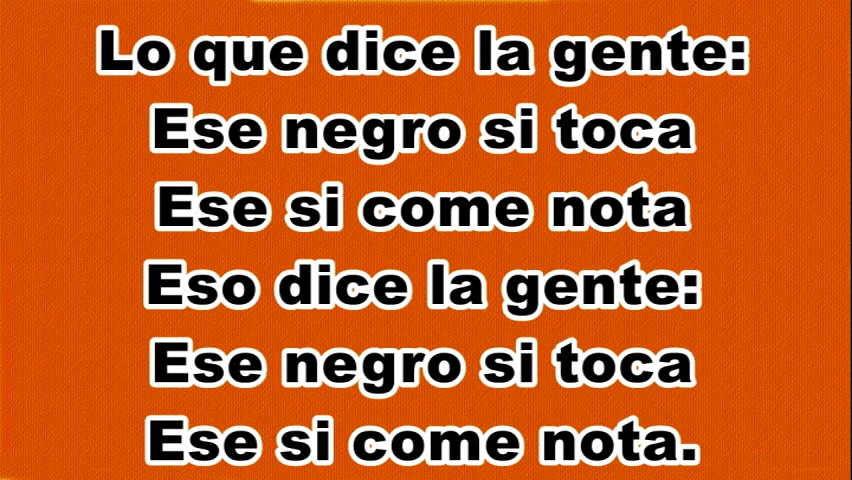 Lo que dice la gente:
Ese negro si toca
Ese si come nota
Eso dice la gente:
Ese negro si toca
Ese si come nota.